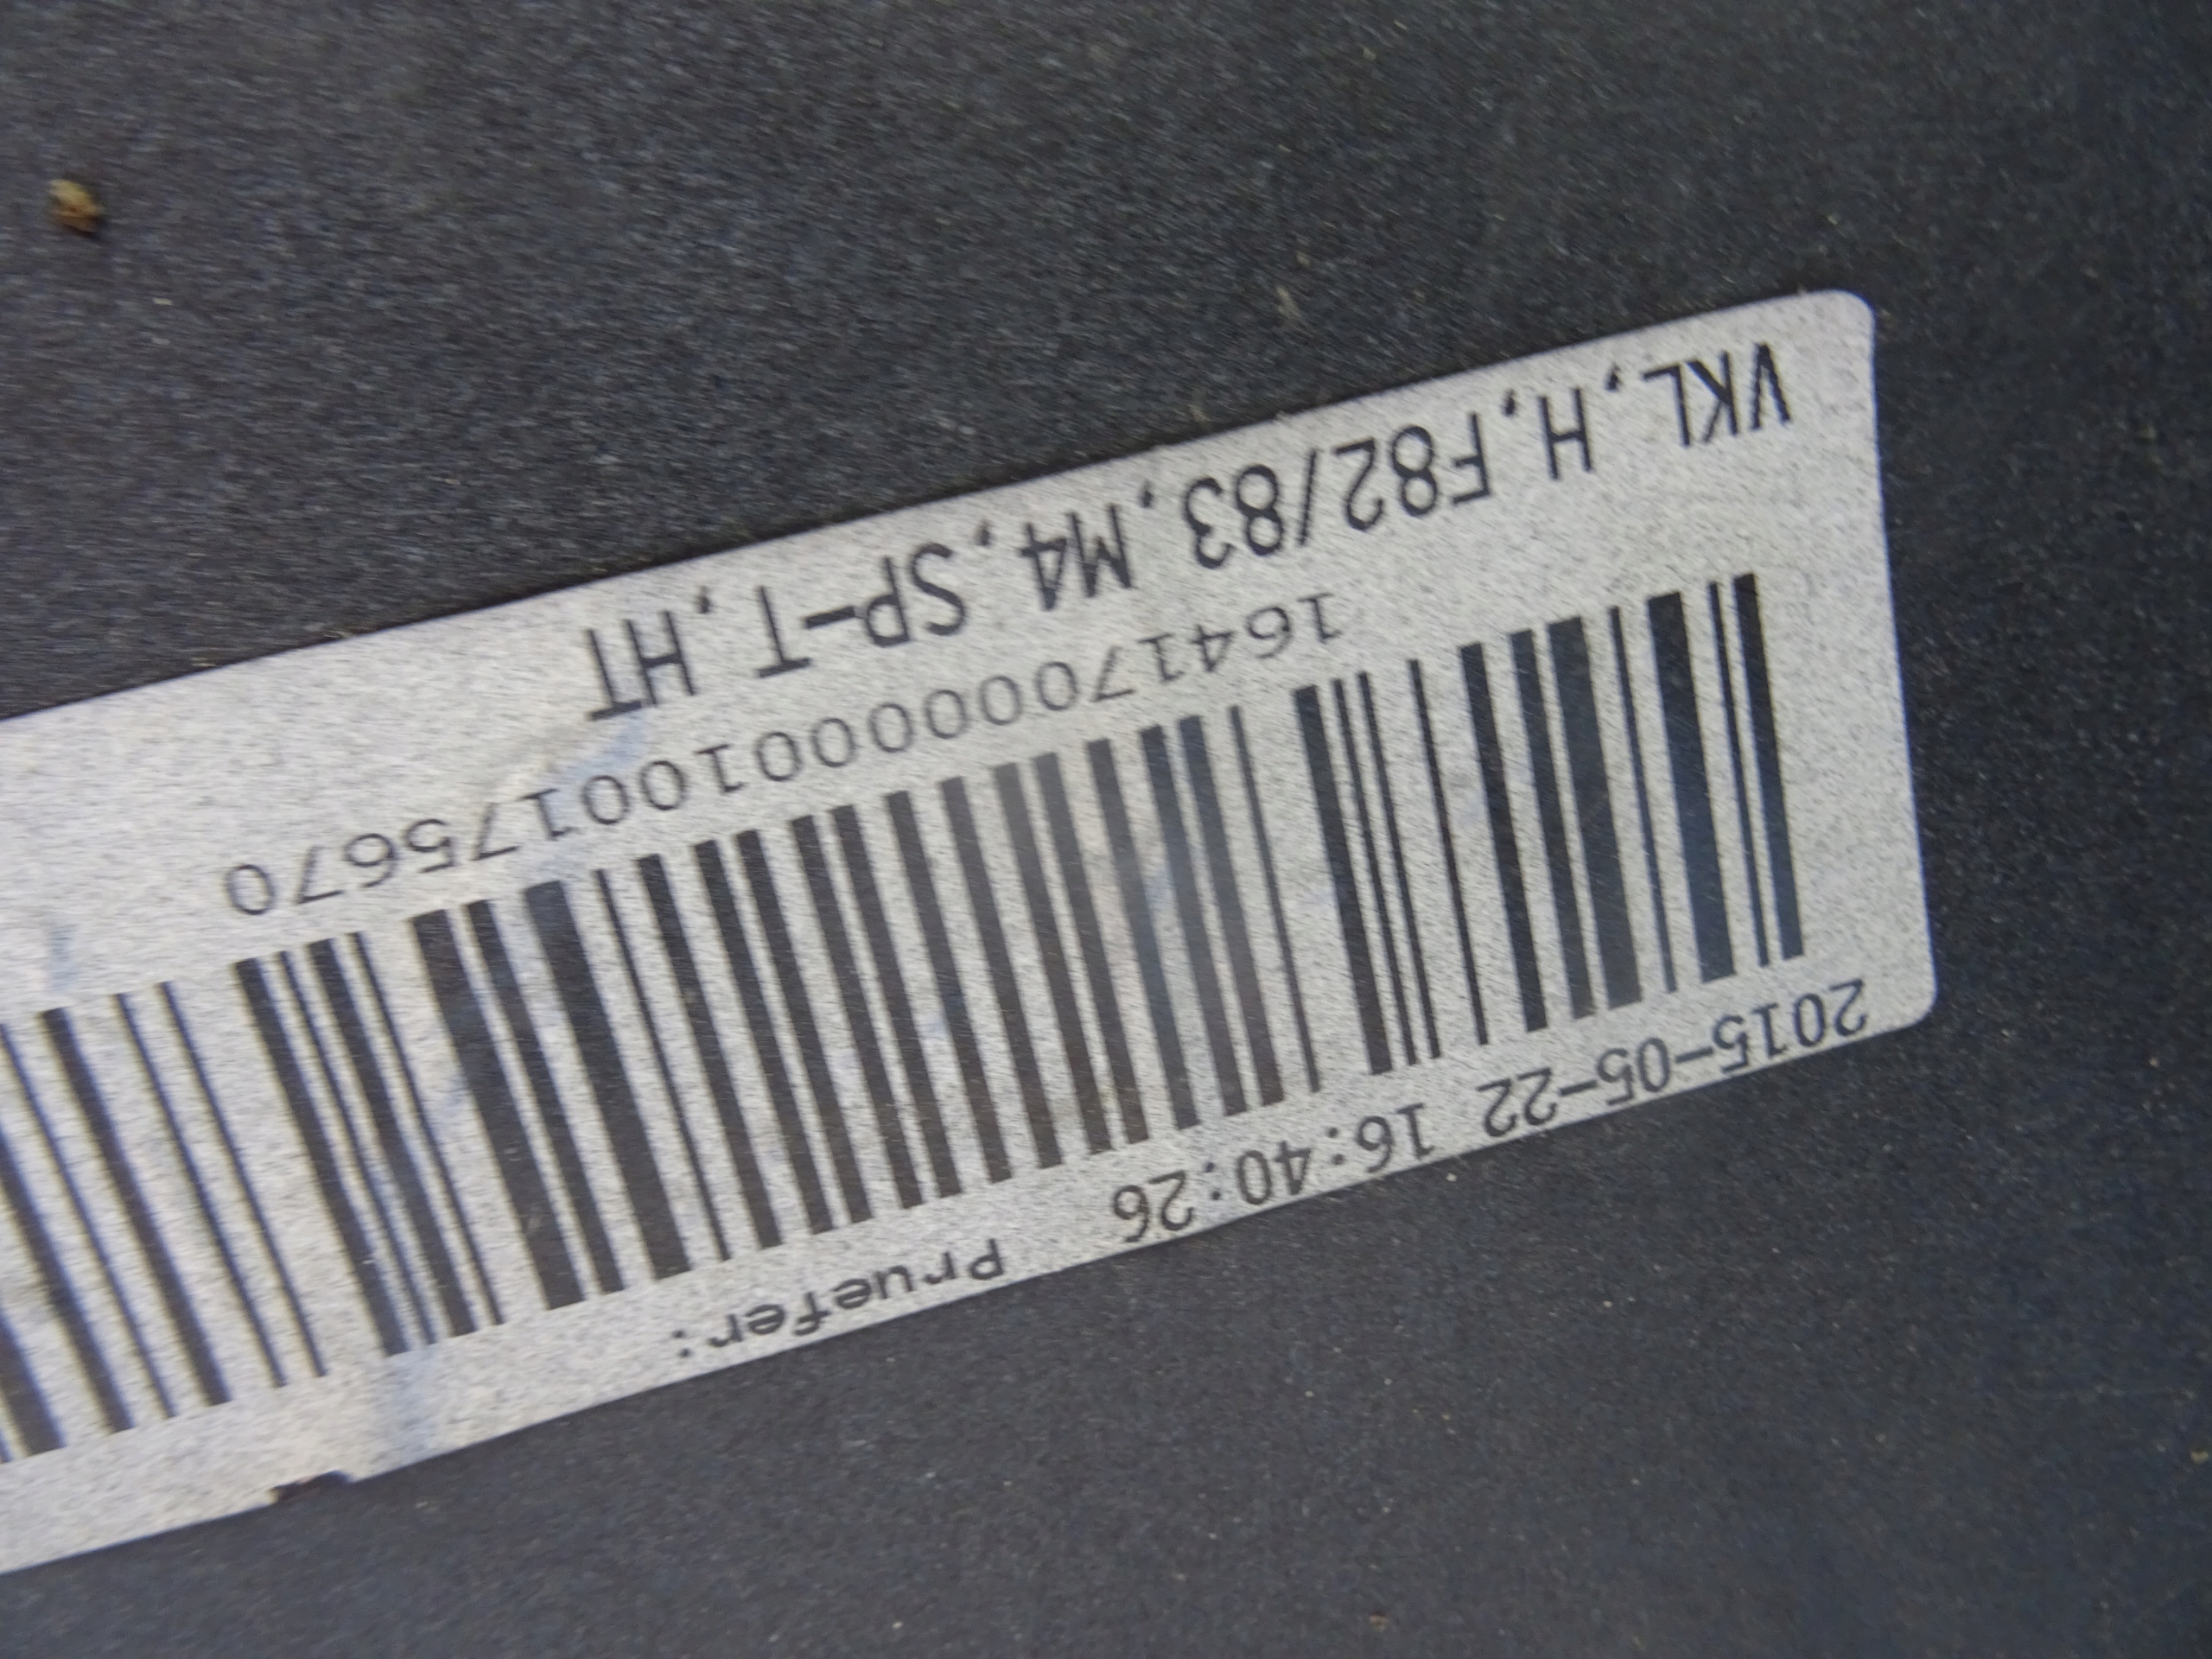 2015-05-22 16:40:26 Pruefer:
16417000000100175670
VKL,H,F82/83,M4,SP-T,HT